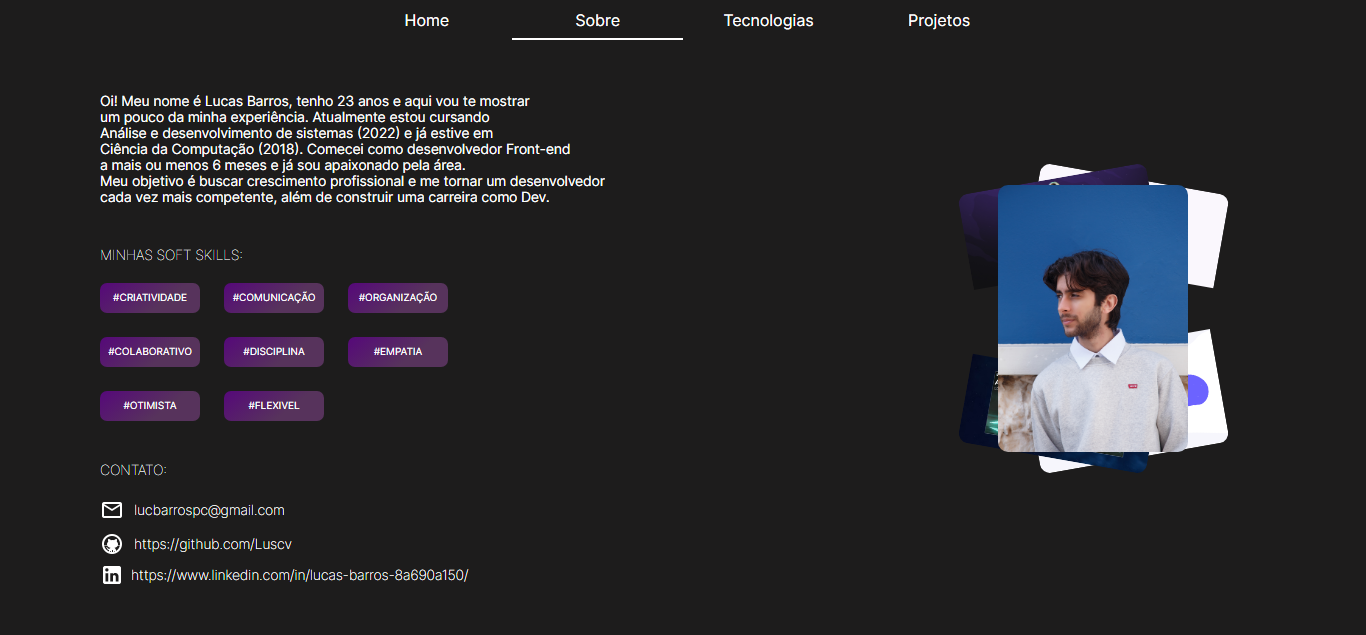 Home Sobre Tecnologias Projetos
Oi! Meu nome é Lucas Barros, tenho 23 anos e aqui vou te mostrar
um pouco da minha experiência. Atualmente estou cursando
Análise e desenvolvimento de sistemas (2022) e já estive em
Ciência da Computação (2018). Comecei como desenvolvedor Front-end
a mais ou menos 6 meses e já sou apaixonado pela área.
Meu objetivo é buscar crescimento profissional e me tornar um desenvolvedor
cada vez mais competente, além de construir uma carreira como Dev.
MINHAS SOFT SKILLS:
#CRIATIVIDADE #COMUNICAÇÃO #ORGANIZAÇÃO
#COLABORATIVO #DISCIPLINA #EMPATIA
#OTIMISTA #FLEXIVEL
CONTATO:
lucbarrospc@gmail.com
https://github.com/Luscv
https://www.linkedin.com/in/lucas-barros-8a690a150/